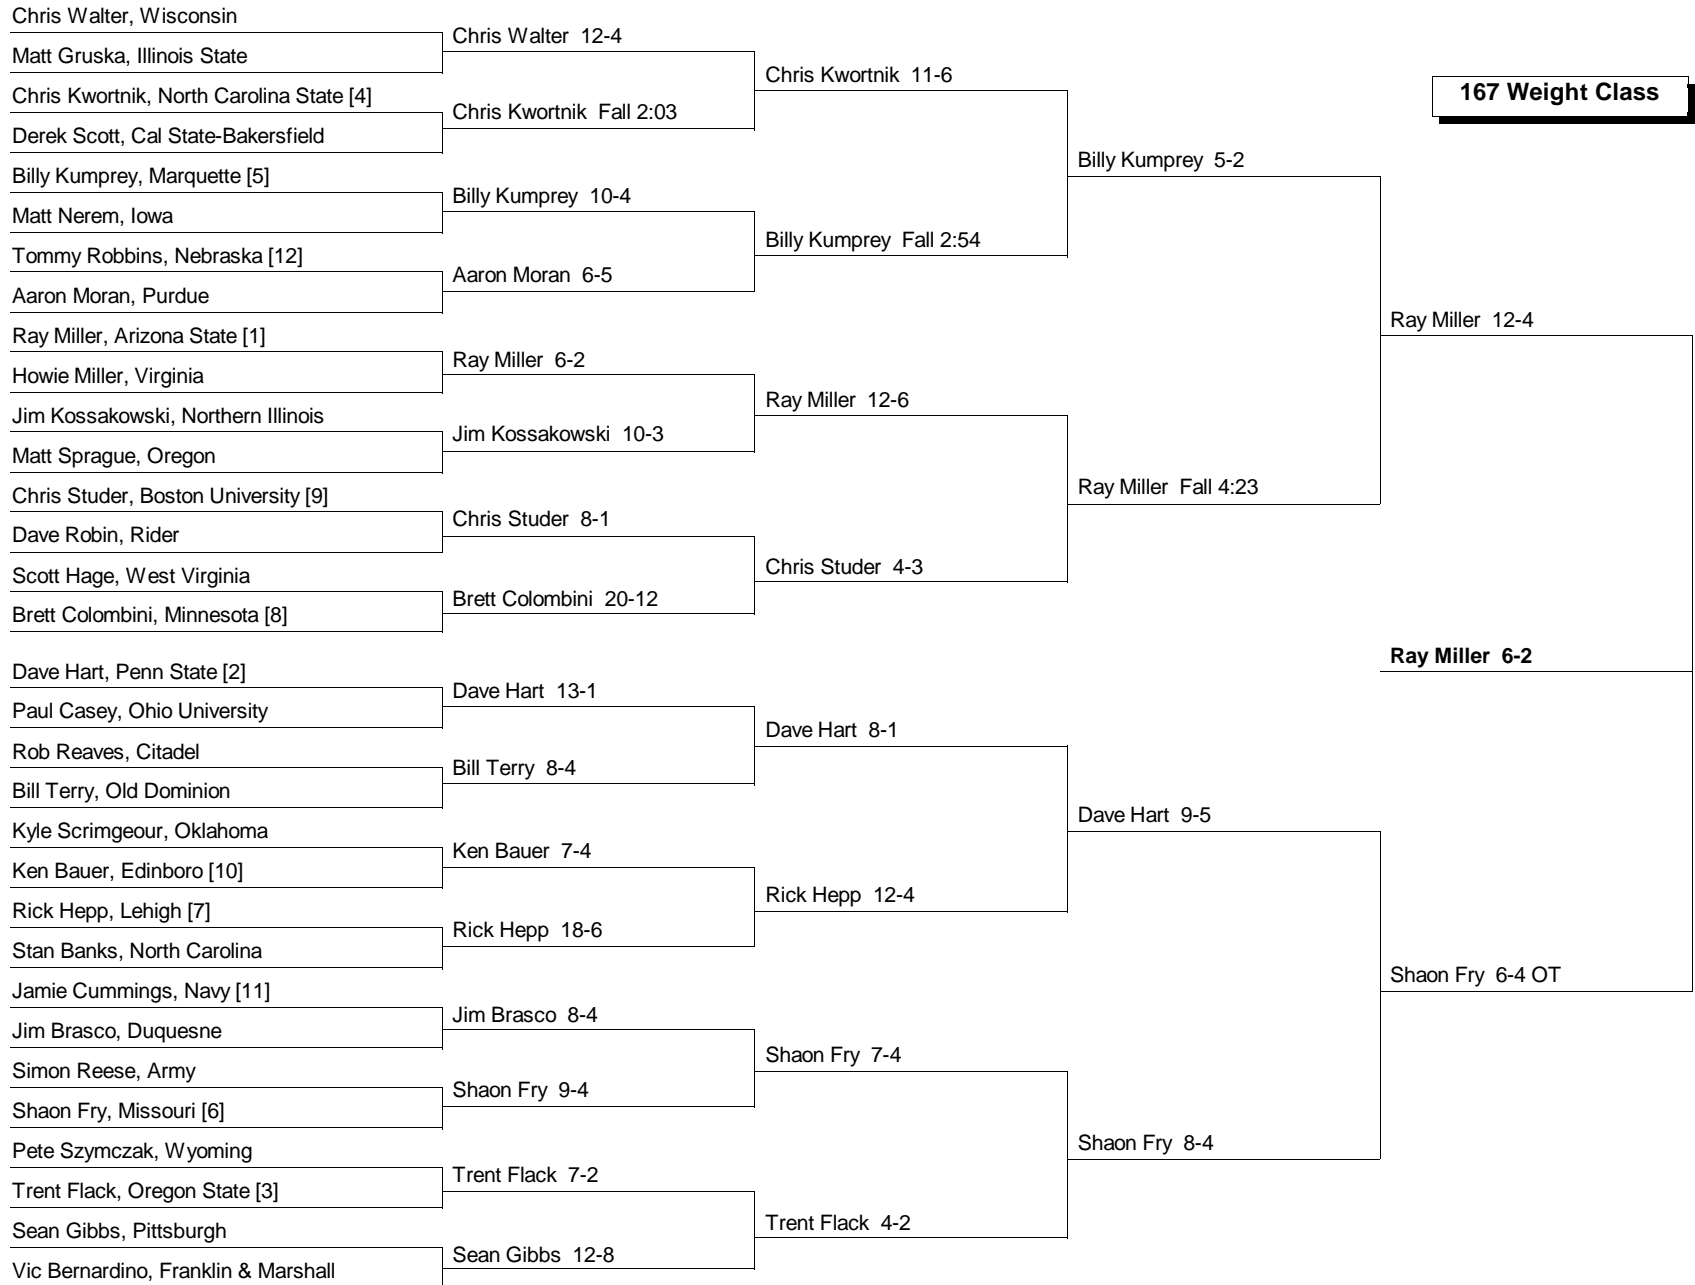 Chris Walter, Wisconsin
Matt Gruska, Illinois State
Chris Kwortnik, North Carolina State [4]
Derek Scott, Cal State-Bakersfield
Billy Kumprey, Marquette [5]
Matt Nerem, Iowa
Tommy Robbins, Nebraska [12]
Aaron Moran, Purdue
Ray Miller, Arizona State [1]
Howie Miller, Virginia
Jim Kossakowski, Northern Illinois
Matt Sprague, Oregon
Chris Studer, Boston University [9]
Dave Robin, Rider
Scott Hage, West Virginia
Brett Colombini, Minnesota [8]
Dave Hart, Penn State [2]
Paul Casey, Ohio University
Rob Reaves, Citadel
Bill Terry, Old Dominion
Kyle Scrimgeour, Oklahoma
Ken Bauer, Edinboro [10]
Rick Hepp, Lehigh [7]
Stan Banks, North Carolina
Jamie Cummings, Navy [11]
Jim Brasco, Duquesne
Simon Reese, Army
Shaon Fry, Missouri [6]
Pete Szymczak, Wyoming
Trent Flack, Oregon State [3]
Sean Gibbs, Pittsburgh
Vic Bernardino, Franklin & Marshall
Chris Walter 12-4
Chris Kwortnik Fall 2:03
Billy Kumprey 10-4
Aaron Moran 6-5
Ray Miller 6-2
Jim Kossakowski 10-3
Chris Studer 8-1
Brett Colombini 20-12
Dave Hart 13-1
Bill Terry 8-4
Ken Bauer 7-4
Rick Hepp 18-6
Jim Brasco 8-4
Shaon Fry 9-4
Trent Flack 7-2
Sean Gibbs 12-8
Chris Kwortnik 11-6
Billy Kumprey Fall 2:54
Ray Miller 12-6
Chris Studer 4-3
Dave Hart 8-1
Rick Hepp 12-4
Shaon Fry 7-4
Trent Flack 4-2
Billy Kumprey 5-2
Ray Miller Fall 4:23
Dave Hart 9-5
Shaon Fry 8-4
167 Weight Class
Ray Miller 12-4
Ray Miller 6-2
Shaon Fry 6-4 OT